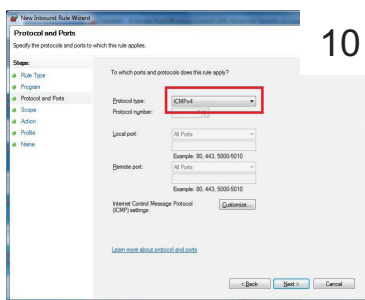 New Inbound Rule Wizard
10
Protocol and Ports
Specify the protocols and ports to which this rule applies.
Steps:
Rule Type
Program
Protocol and Ports
Scope
Action
Profile
Name
To which ports and protocols does this rule apply?
Protocol type: ICMPv4
Protocol number:
Local port: All Ports
Example: 80, 443, 5000-5010
Remote port: All Ports
Example: 80, 443, 5000-5010
Internet Control Message Protocol
(ICMP) settings: Customize...
Learn more about protocol and ports
< Back Next > Cancel